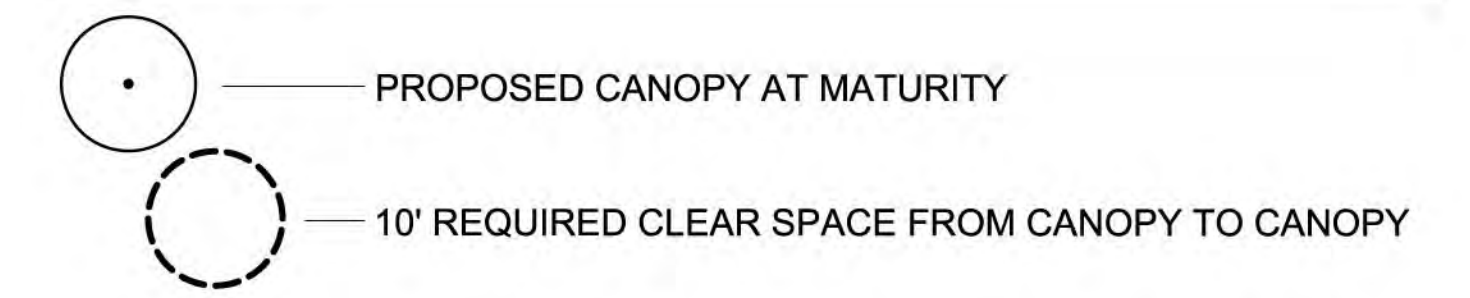 PROPOSED CANOPY AT MATURITY
10' REQUIRED CLEAR SPACE FROM CANOPY TO CANOPY